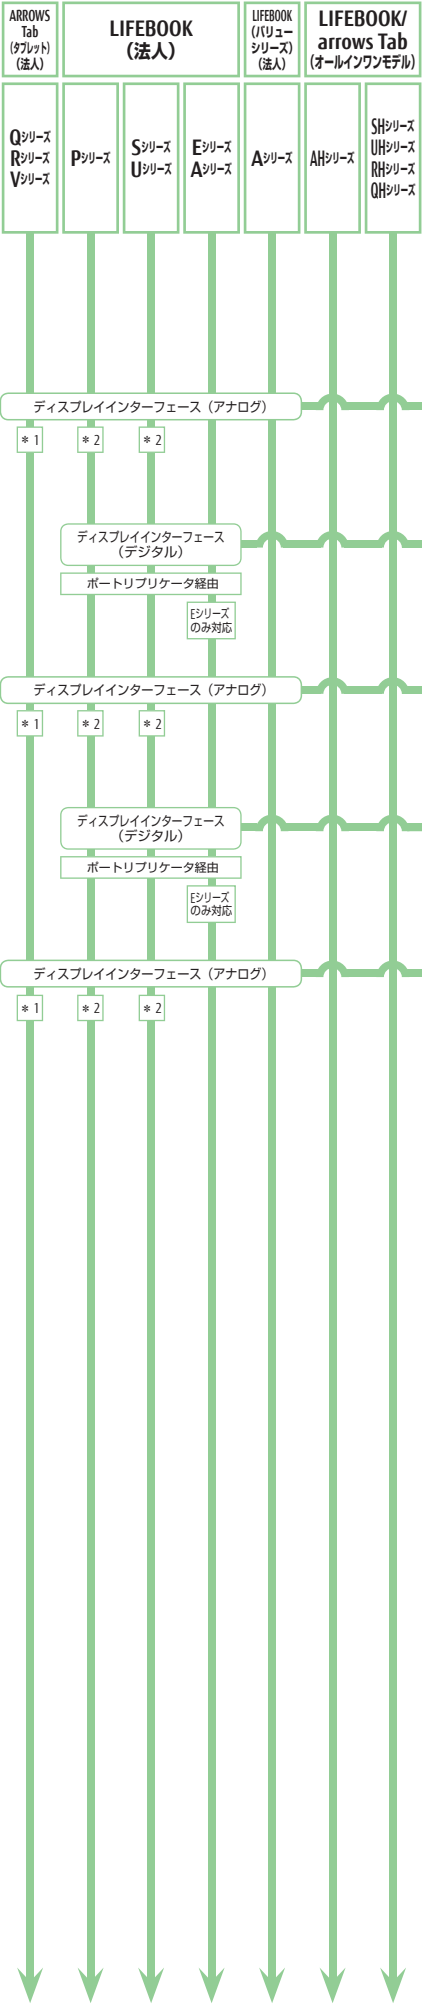 ARROWS
Tab
(タブレット)
(法人)
LIFEBOOK
(法人)
LIFEBOOK
(バリュー
シリーズ)
(法人)
LIFEBOOK/
arrows Tab
(オールインワンモデル)
Qシリーズ
Rシリーズ
Vシリーズ
Pシリーズ
Sシリーズ
Uシリーズ
Eシリーズ
Aシリーズ
Aシリーズ
AHシリーズ
SHシリーズ
UHシリーズ
RHシリーズ
QHシリーズ
ディスプレイインターフェース（アナログ）
＊1
＊2
＊2
ディスプレイインターフェース
（デジタル）
ポートリプリケータ経由
Eシリーズ
のみ対応
ディスプレイインターフェース（アナログ）
＊1
＊2
＊2
ディスプレイインターフェース
（デジタル）
ポートリプリケータ経由
Eシリーズ
のみ対応
ディスプレイインターフェース（アナログ）
＊1
＊2
＊2